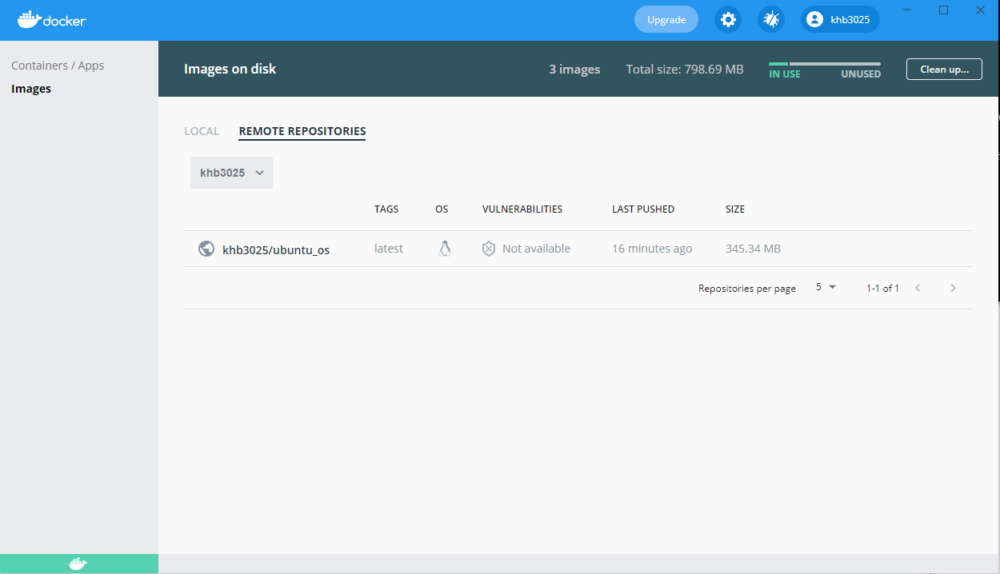 docker
Upgrade
khb3025
Containers / Apps
Images
Images on disk
3 images
Total size: 798.69 MB
IN USE
UNUSED
Clean up...
LOCAL
REMOTE REPOSITORIES
khb3025
TAGS OS VULNERABILITIES LAST PUSHED SIZE
khb3025/ubuntu_os latest Not available 16 minutes ago 345.34 MB
Repositories per page 5 1-1 of 1